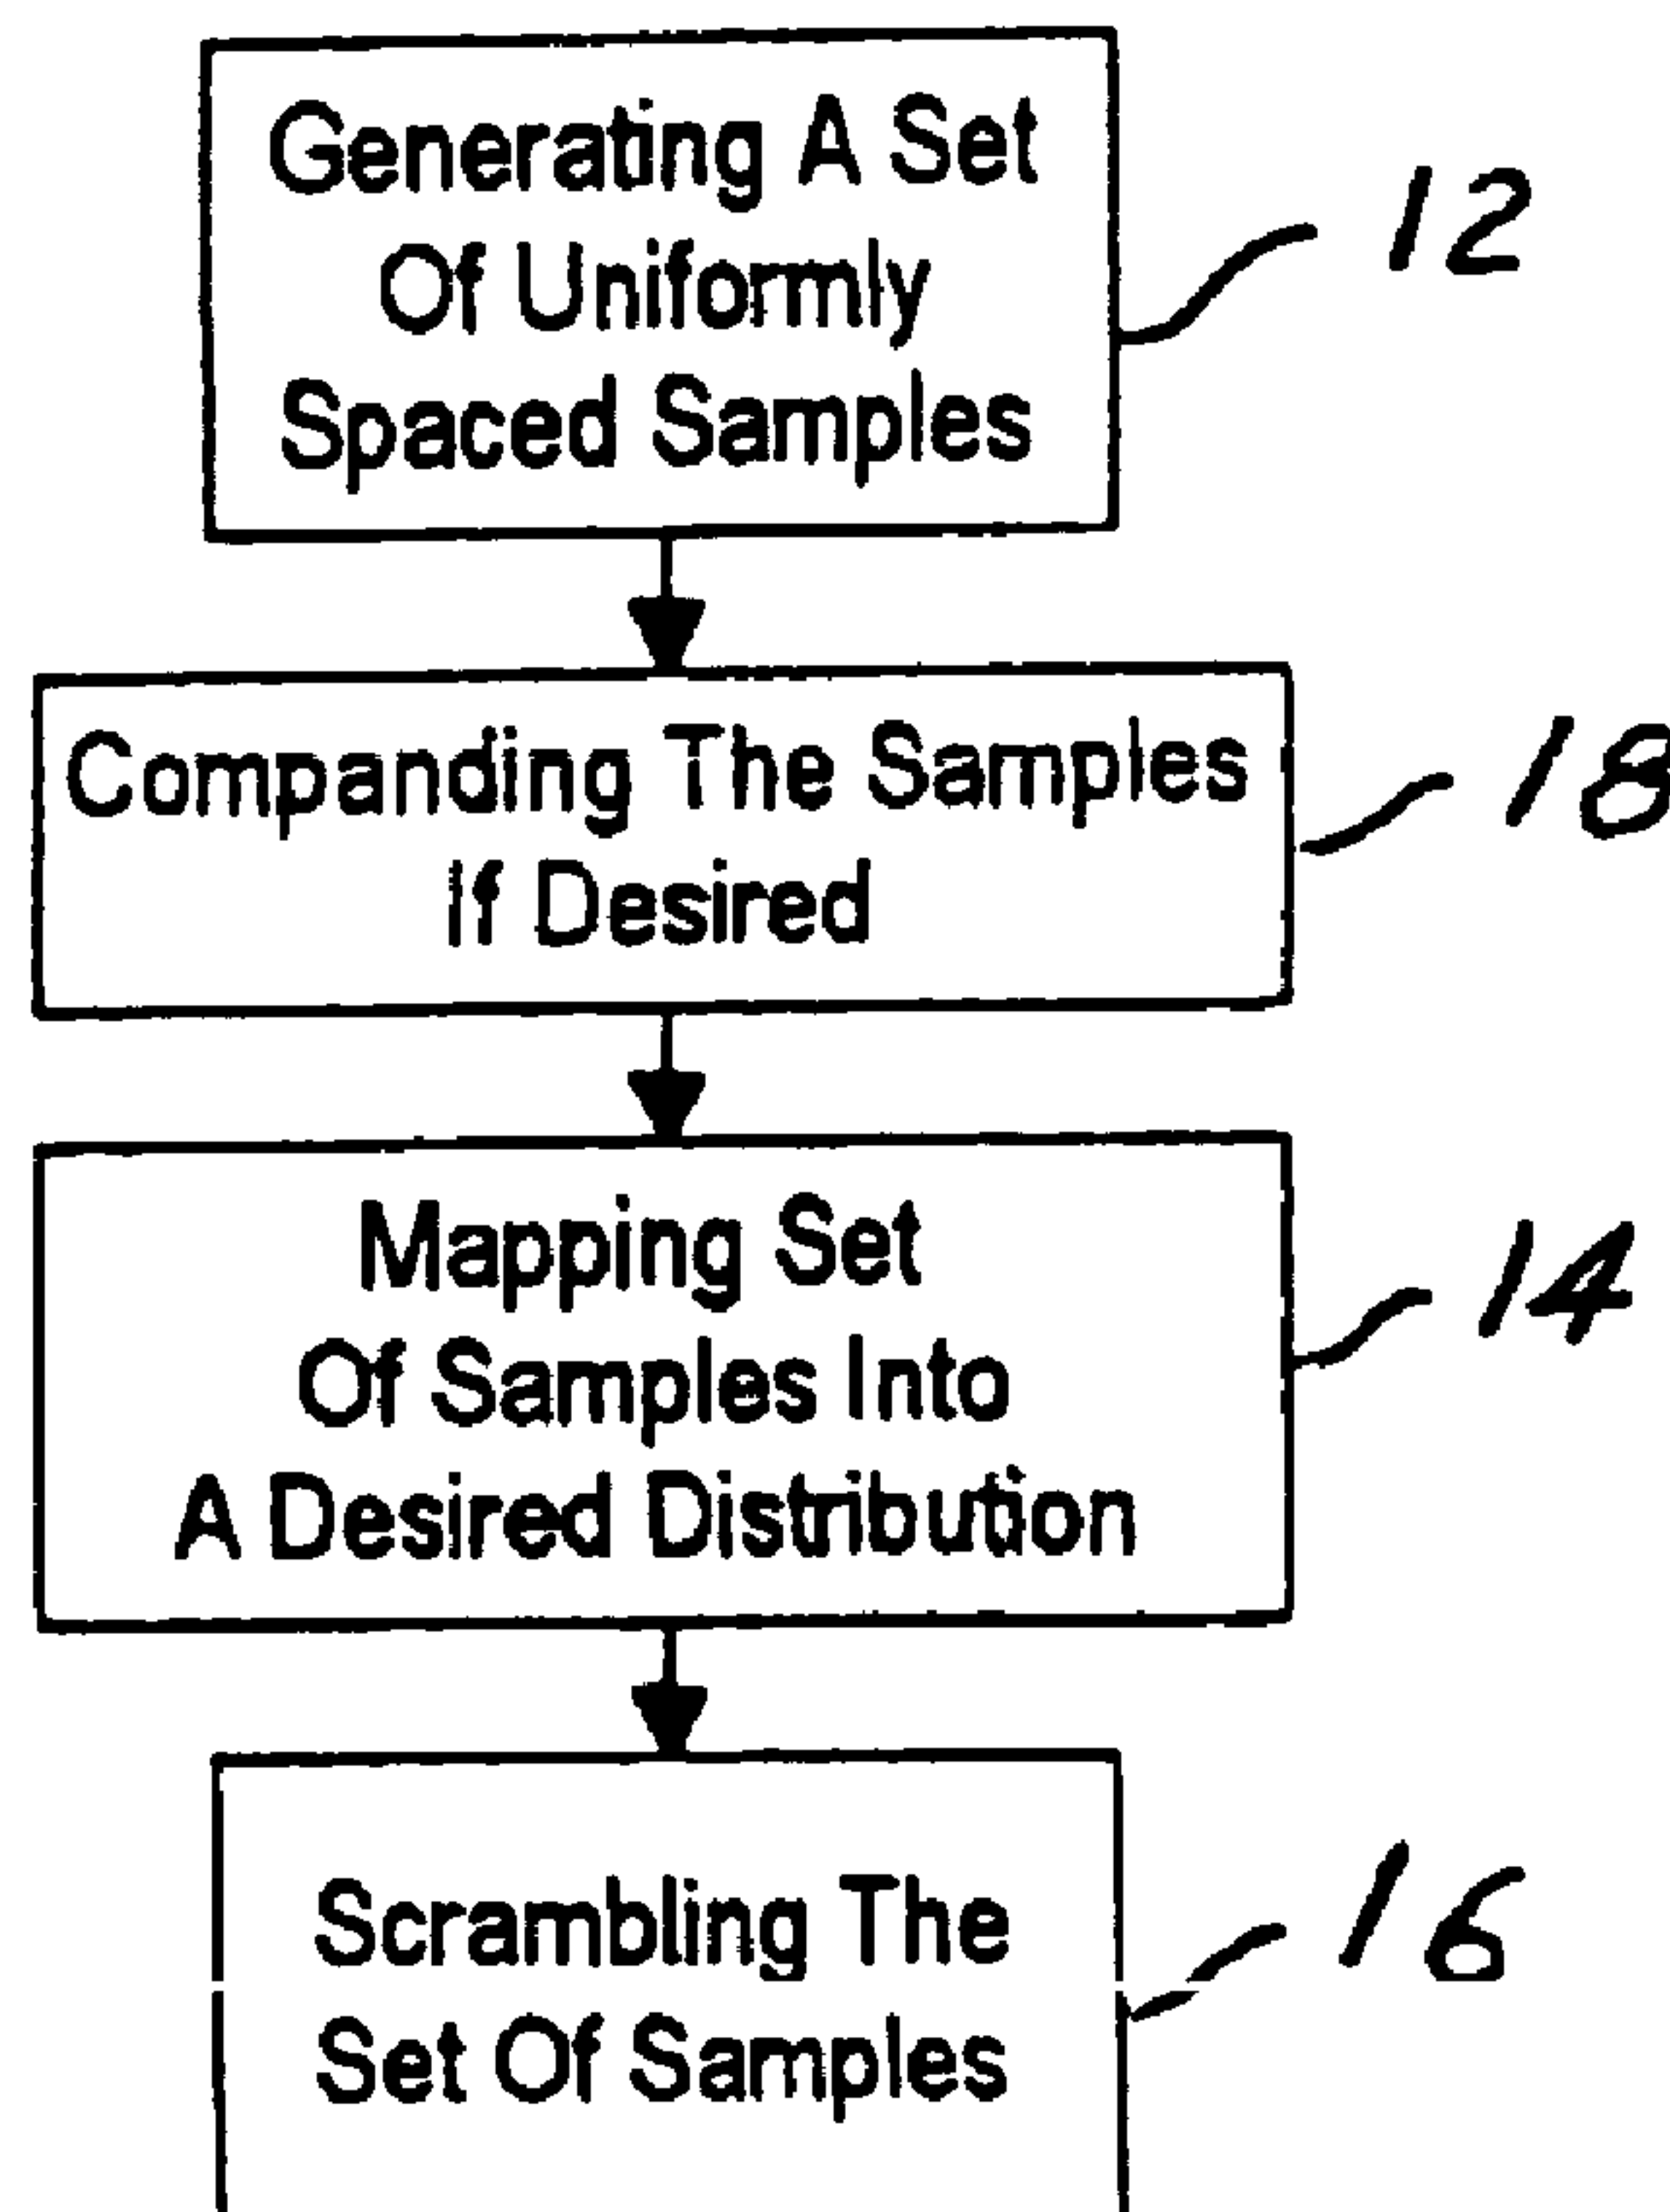 Generating A Set
Of Uniformly
Spaced Samples
12
Companding The Samples
If Desired
18
Mapping Set
Of Samples Into
A Desired Distribution
14
Scrambling The
Set Of Samples
16